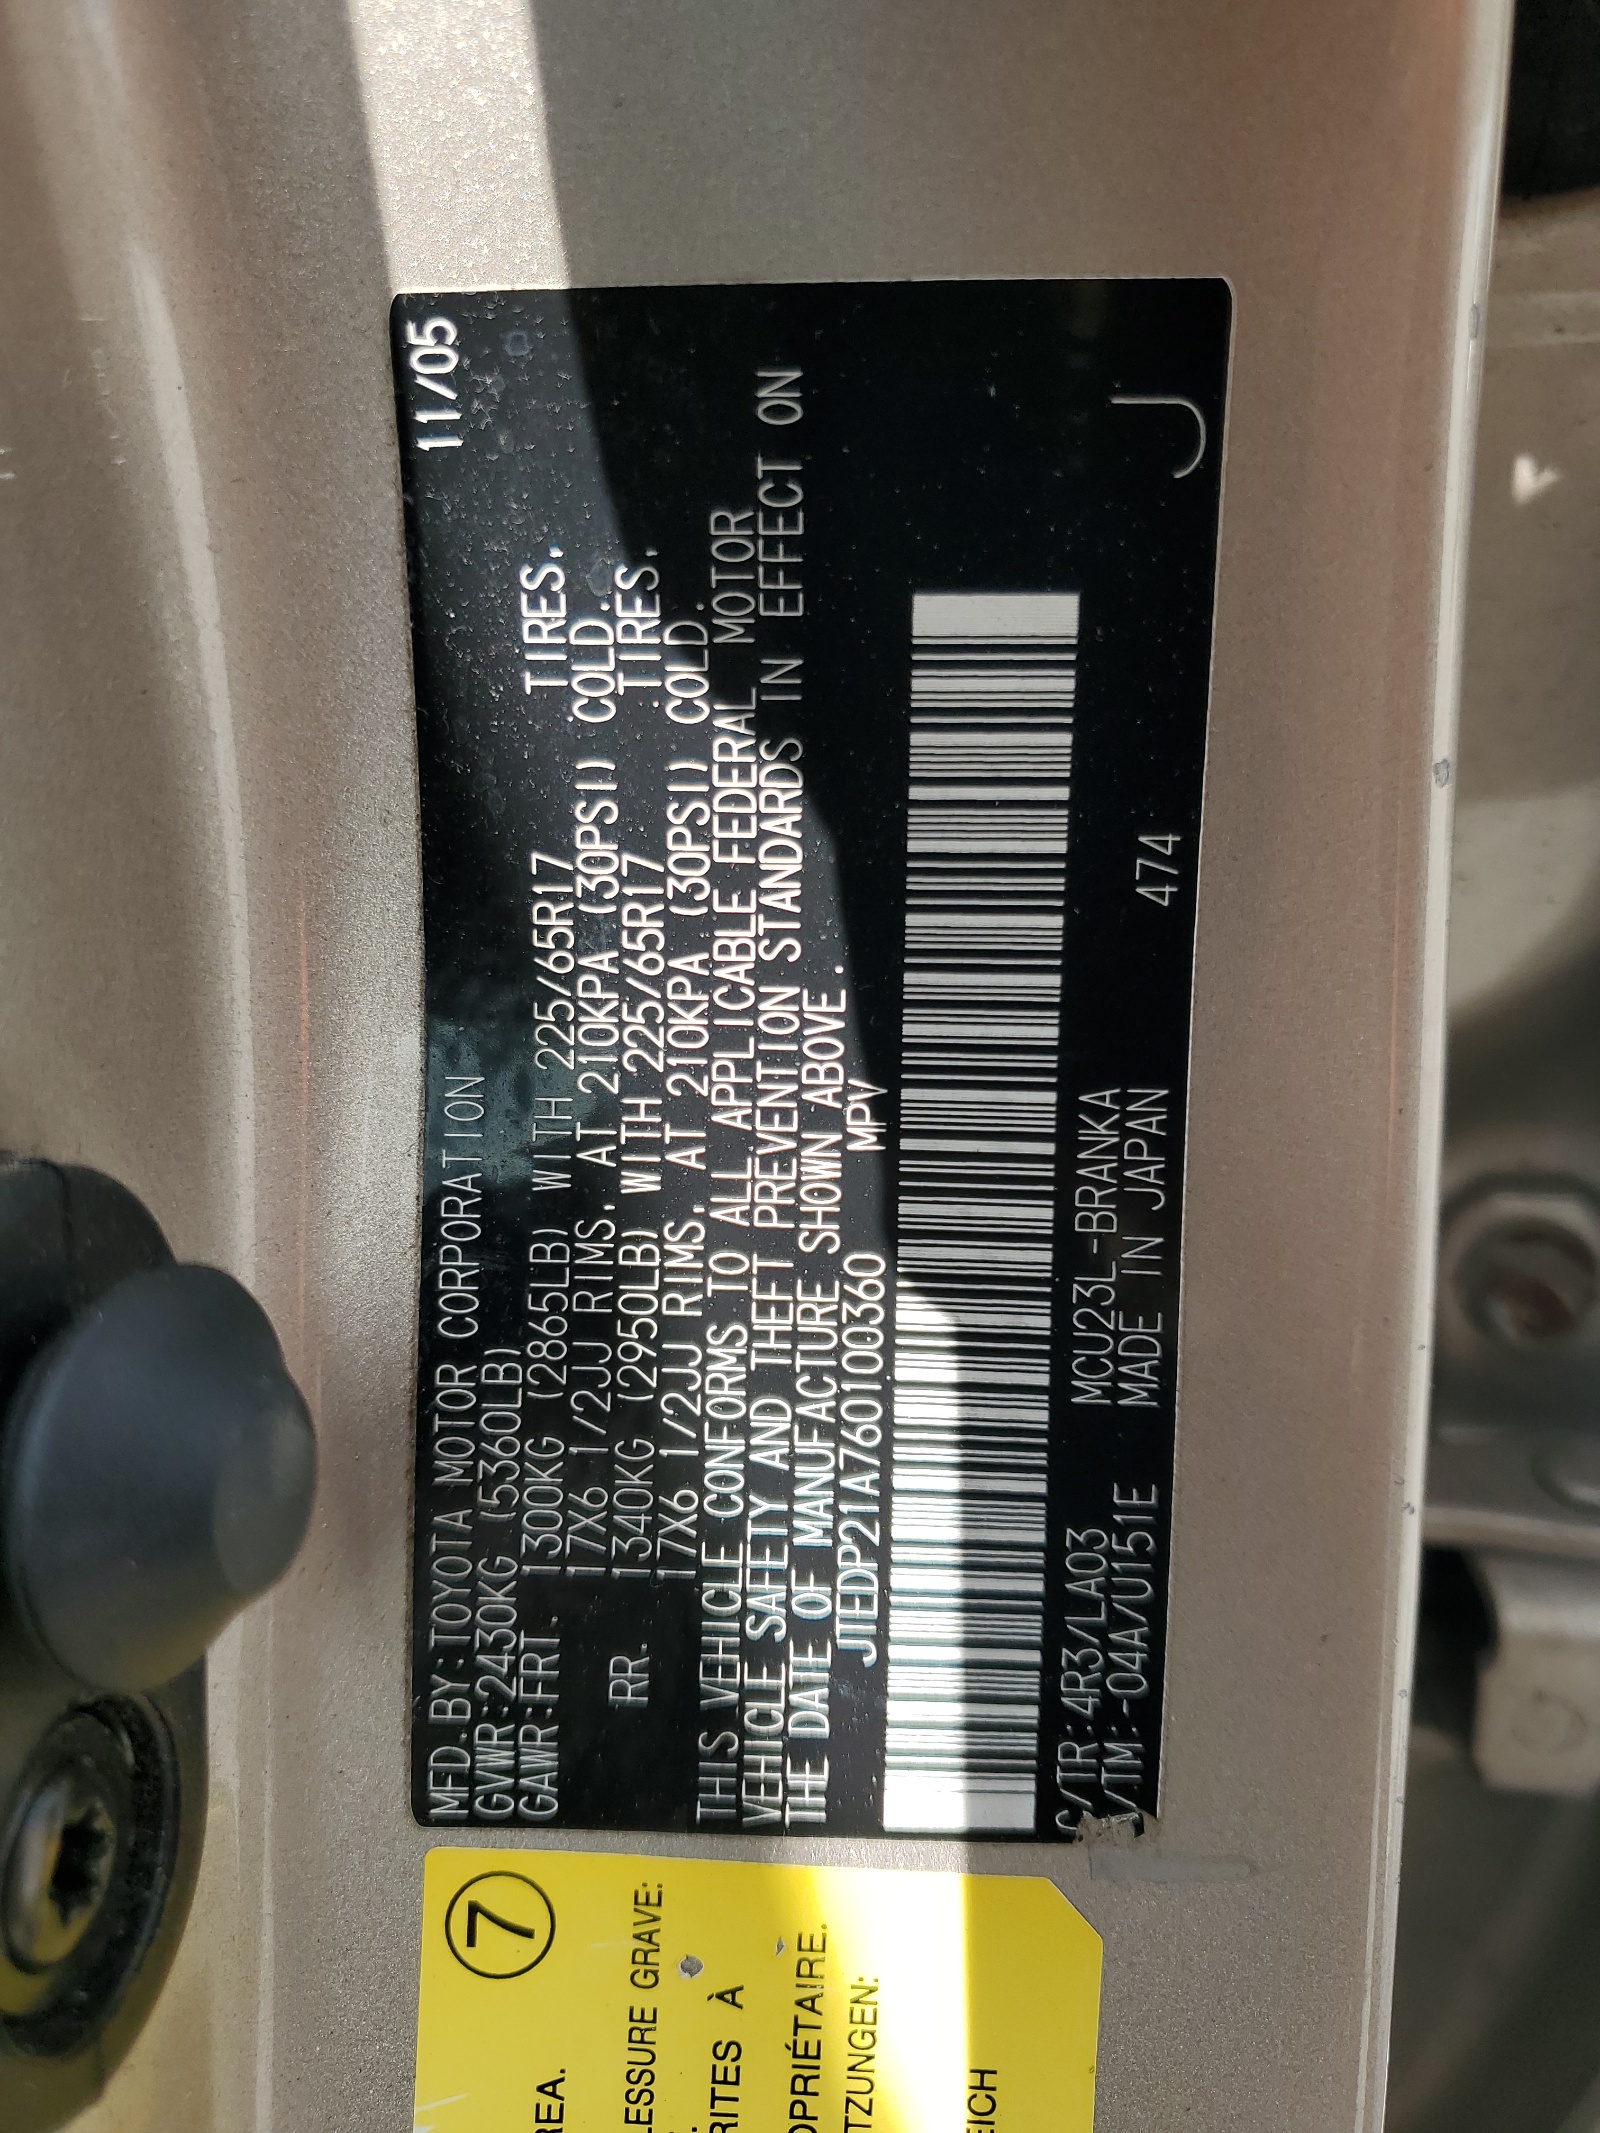 MFD.BY:TOYOTA MOTOR CORPORATION 11/05
GVWR:2430KG (5360LB)
GAWR:FRT. 1300KG (2865LB) WITH 225/65R17 TIRES.
17X6 1/2JJ RIMS, AT 210KPA (30PSI) COLD.
RR. 1340KG (2950LB) WITH 225/65R17 TIRES.
17X6 1/2JJ RIMS, AT 210KPA (30PSI) COLD.
THIS VEHICLE CONFORMS TO ALL APPLICABLE FEDERAL MOTOR
VEHICLE SAFETY AND THEFT PREVENTION STANDARDS IN EFFECT ON
THE DATE OF MANUFACTURE SHOWN ABOVE.
JTEDP21A760100360 MPV
C/TR:4R3/LA03 MCU23L-BRANKA J
/TM:-04A/U151E MADE IN JAPAN 474
7
REA.
LESSURE GRAVE:
RITES À
OPRIÉTAIRE.
TZUNGEN:
EICH